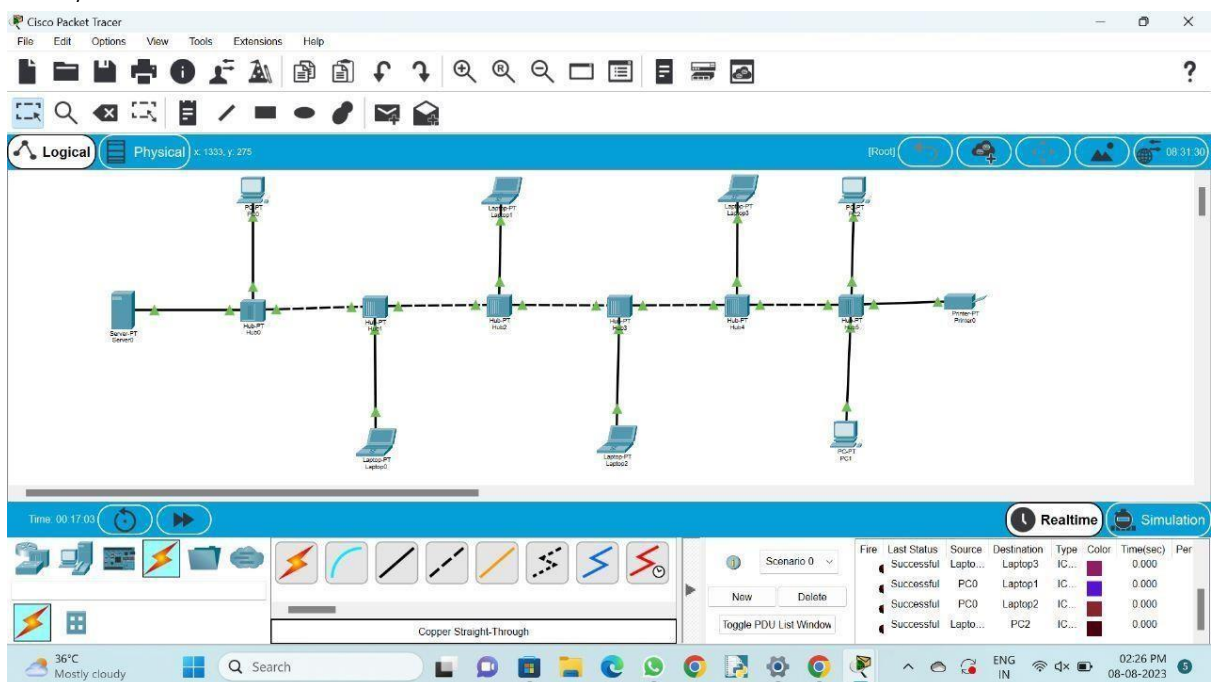 Cisco Packet Tracer
File Edit Options View Tools Extensions Help
?
Logical Physical x: 1333, y: 275 [Root] 08:31:30
PC-PT
PC0
Laptop-PT
Laptop1
Laptop-PT
Laptop3
PC-PT
PC2
Server-PT
Server0
Hub-PT
Hub0
Hub-PT
Hub1
Hub-PT
Hub2
Hub-PT
Hub3
Hub-PT
Hub4
Hub-PT
Hub5
Printer-PT
Printer0
Laptop-PT
Laptop0
Laptop-PT
Laptop2
PC-PT
PC1
Time: 00:17:03 Realtime Simulation
Scenario 0
New Delete
Toggle PDU List Window
Copper Straight-Through
Fire Last Status Source Destination Type Color Time(sec) Per
Successful Lapto... Laptop3 IC... 0.000
Successful PC0 Laptop1 IC... 0.000
Successful PC0 Laptop2 IC... 0.000
Successful Lapto... PC2 IC... 0.000
36°C
Mostly cloudy
Search
ENG
IN
02:26 PM
08-08-2023
5